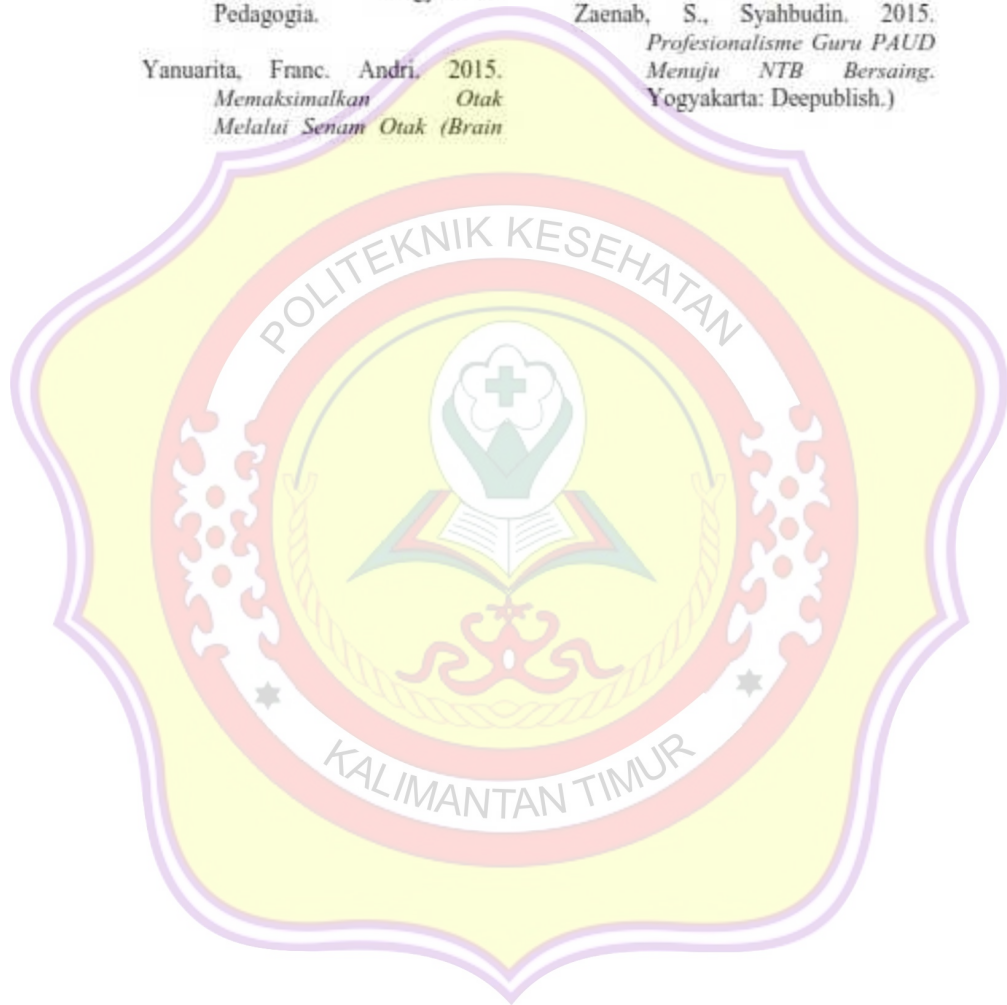 Pedagogia.
Yanuarita, Franc. Andri. 2015.
Memaksimalkan Otak
Melalui Senam Otak (Brain
Zaenab, S., Syahbudin. 2015.
Profesionalisme Guru PAUD
Menuju NTB Bersaing.
Yogyakarta: Deepublish.)
POLITEKNIK KESEHATAN
KALIMANTAN TIMUR